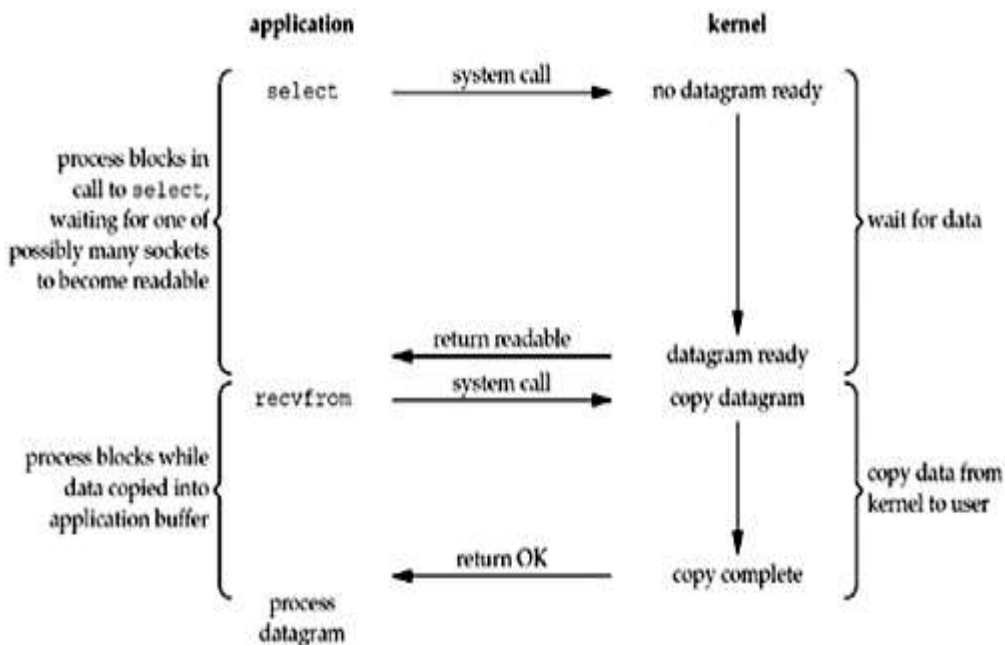 application
kernel
select
system call
no datagram ready
process blocks in
call to select,
waiting for one of
possibly many sockets
to become readable
wait for data
return readable
datagram ready
recvfrom
system call
copy datagram
process blocks while
data copied into
application buffer
copy data from
kernel to user
return OK
copy complete
process
datagram